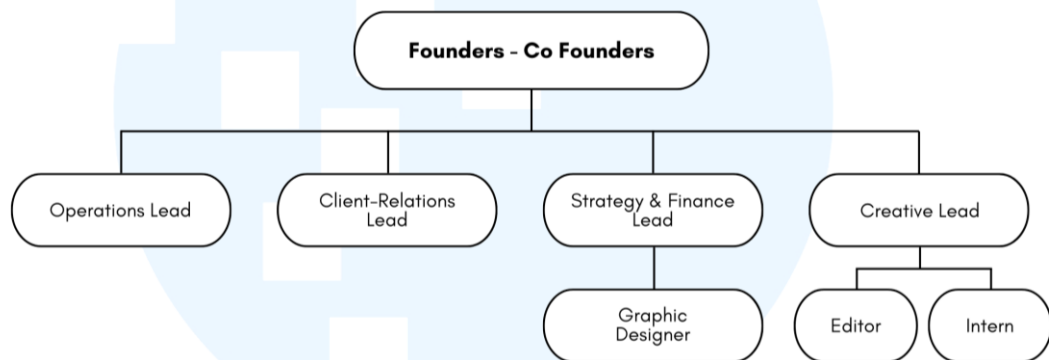 Founders - Co Founders
Operations Lead
Client-Relations
Lead
Strategy & Finance
Lead
Creative Lead
Graphic
Designer
Editor
Intern